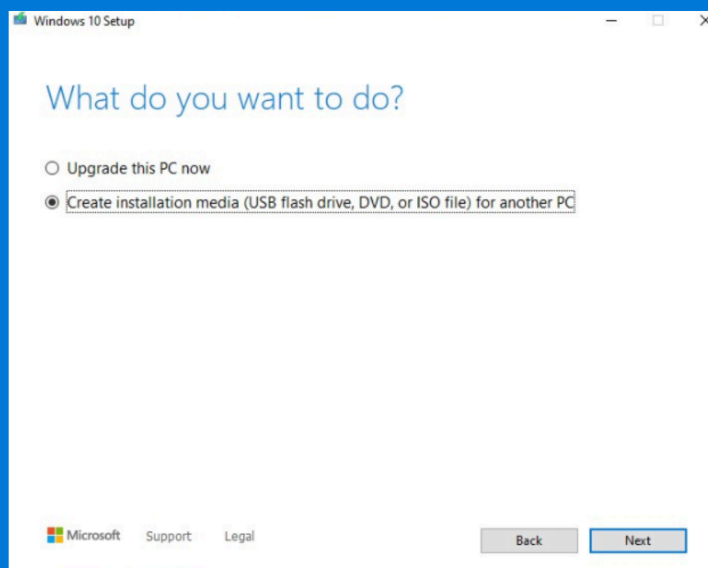 Windows 10 Setup
What do you want to do?
Upgrade this PC now
Create installation media (USB flash drive, DVD, or ISO file) for another PC
Microsoft Support Legal Back Next